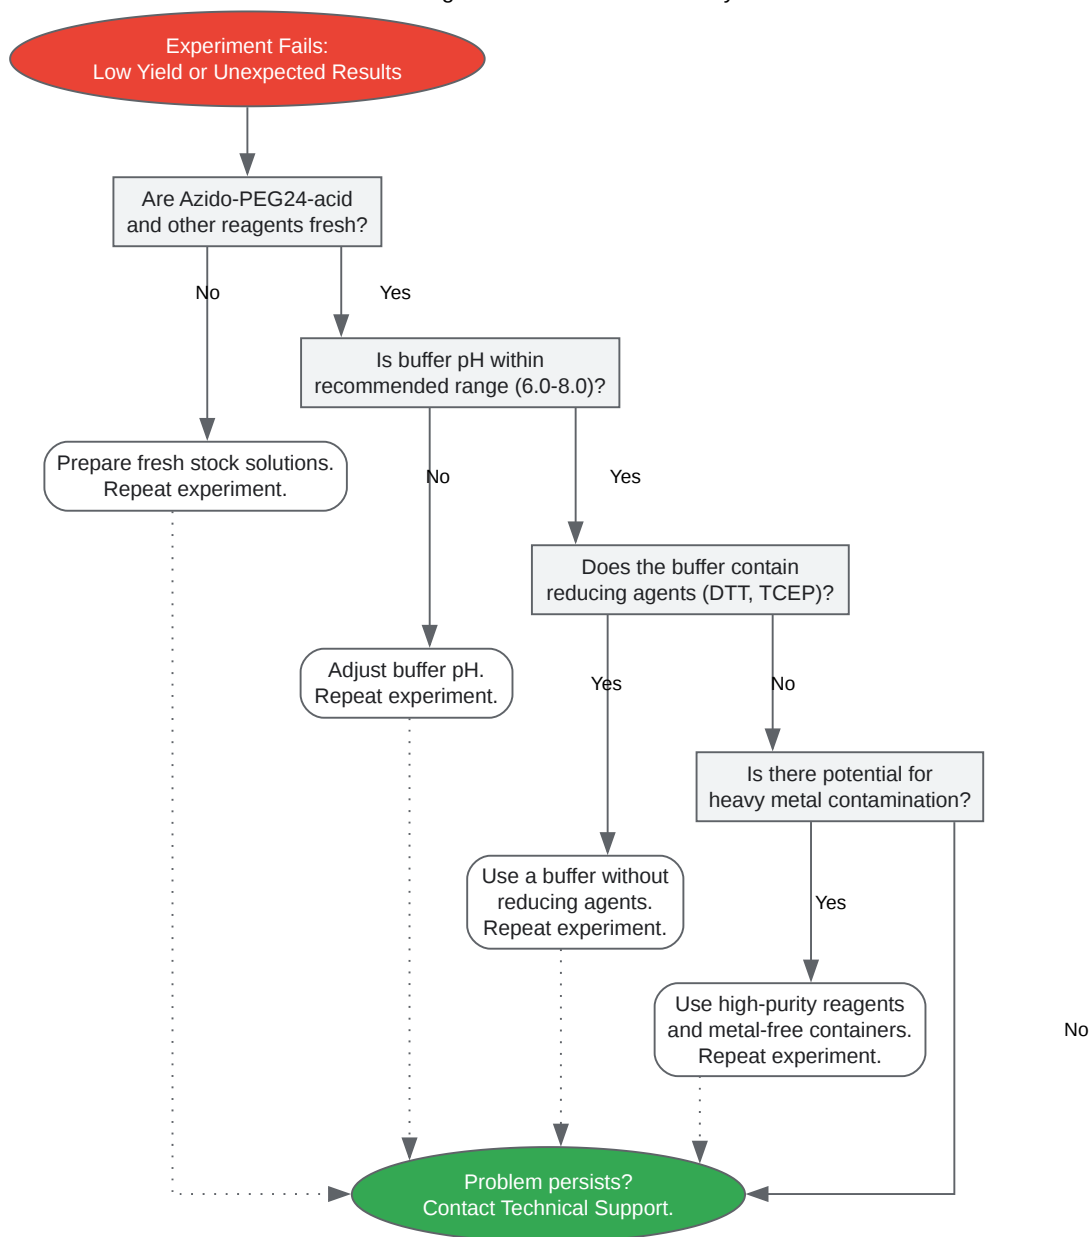 Experiment Fails:
Low Yield or Unexpected Results
Are Azido-PEG24-acid
and other reagents fresh?
No
Yes
Is buffer pH within
recommended range (6.0-8.0)?
Prepare fresh stock solutions.
Repeat experiment.
No
Yes
Does the buffer contain
reducing agents (DTT, TCEP)?
Adjust buffer pH.
Repeat experiment.
Yes
No
Is there potential for
heavy metal contamination?
Use a buffer without
reducing agents.
Repeat experiment.
Yes
Use high-purity reagents
and metal-free containers.
Repeat experiment.
No
Problem persists?
Contact Technical Support.